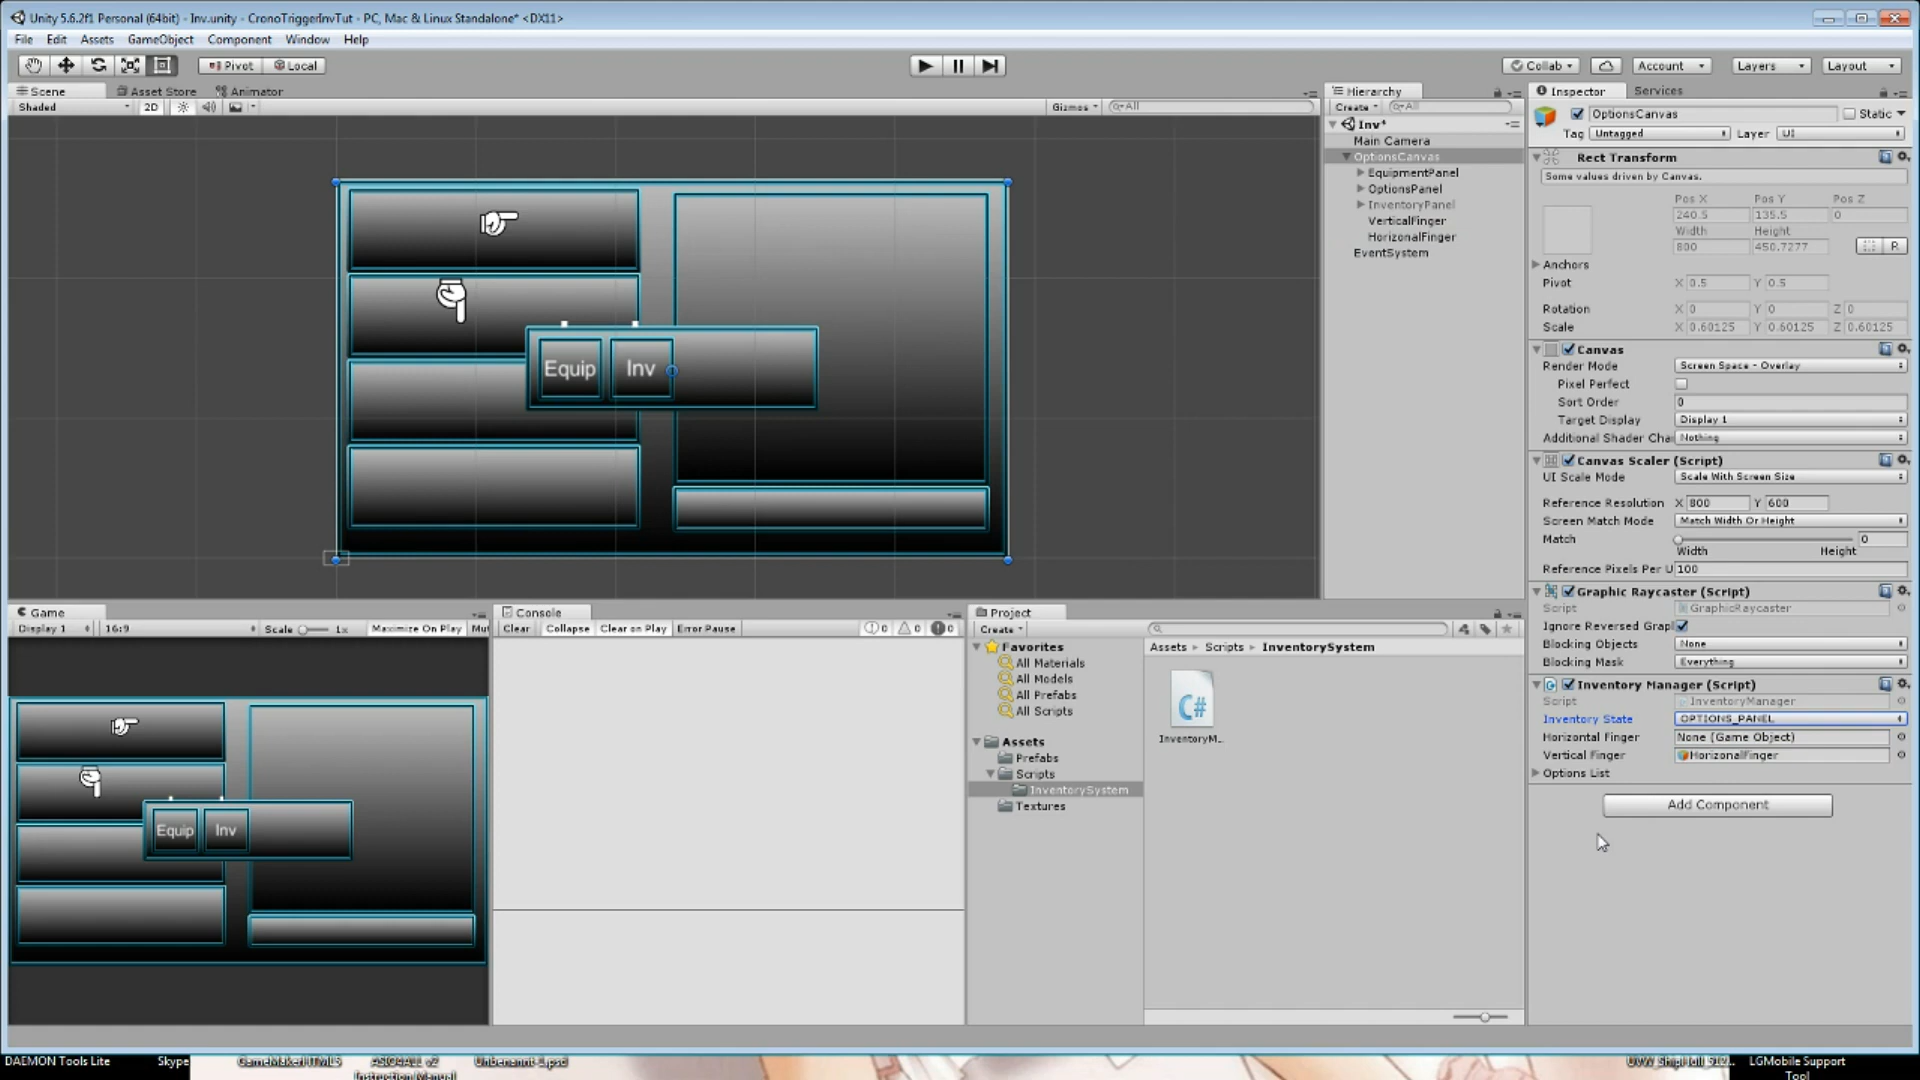 Unity 5.6.2f1 Personal (64bit) - Inv.unity - CronoTriggerInvTut - PC, Mac & Linux Standalone* <DX11>
File Edit Assets GameObject Component Window Help
Pivot Local
Collab Account Layers Layout
Scene Asset Store Animator
Shaded 2D Gizmos All
Equip Inv
Hierarchy
Create All
Inv*
Main Camera
OptionsCanvas
EquipmentPanel
OptionsPanel
InventoryPanel
VerticalFinger
HorizonalFinger
EventSystem
Inspector Services
OptionsCanvas Static
Tag Untagged Layer UI
Rect Transform
Some values driven by Canvas.
Pos X Pos Y Pos Z
240.5 135.5 0
Width Height
800 450.7277
R
Anchors
Pivot X 0.5 Y 0.5
Rotation X 0 Y 0 Z 0
Scale X 0.60125 Y 0.60125 Z 0.60125
Canvas
Render Mode Screen Space - Overlay
Pixel Perfect
Sort Order 0
Target Display Display 1
Additional Shader Cha Nothing
Canvas Scaler (Script)
UI Scale Mode Scale With Screen Size
Reference Resolution X 800 Y 600
Screen Match Mode Match Width Or Height
Match 0
Width Height
Reference Pixels Per U 100
Graphic Raycaster (Script)
Script GraphicRaycaster
Ignore Reversed Grapl
Blocking Objects None
Blocking Mask Everything
Inventory Manager (Script)
Script InventoryManager
Inventory State OPTIONS_PANEL
Horizontal Finger None (Game Object)
Vertical Finger HorizonalFinger
Options List
Add Component
Game
Display 1 16:9 Scale 1x Maximize On Play Mut
Equip Inv
Console
Clear Collapse Clear on Play Error Pause 0 0 0
Project
Create
Favorites
All Materials
All Models
All Prefabs
All Scripts
Assets
Prefabs
Scripts
InventorySystem
Textures
Assets Scripts InventorySystem
C#
InventoryM...
DAEMON Tools Lite Skype GameMakerHTML5 ASIO4ALL v2 Unbenannt-1.psd LGMobile Support
Instruction Manual Tool